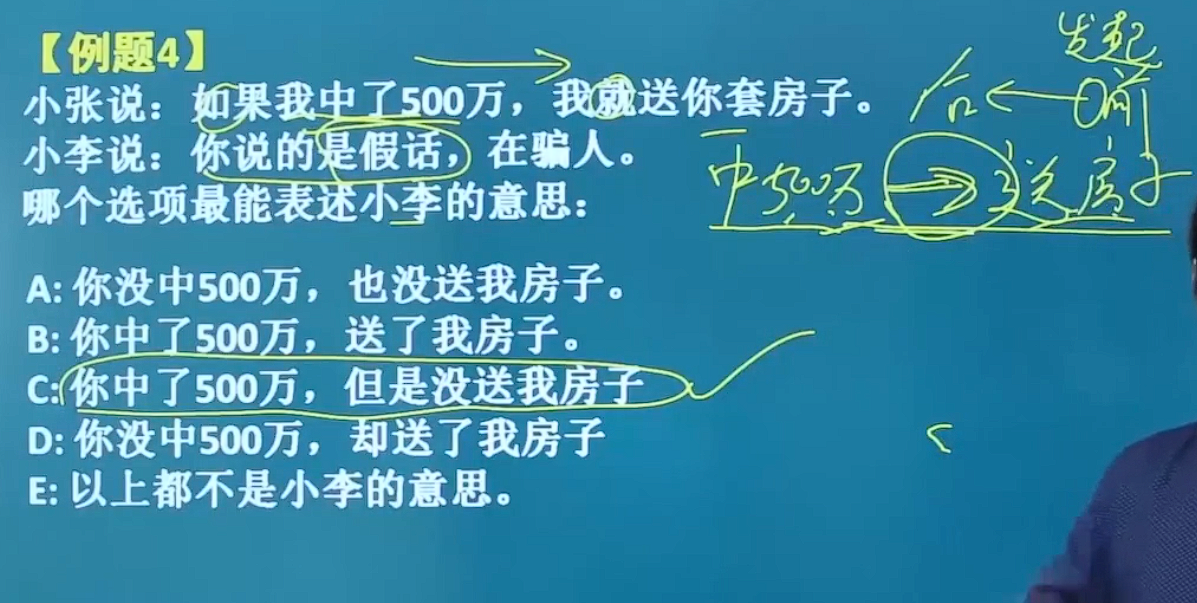 【例题4】
小张说：如果我中了500万，我就送你套房子。
小李说：你说的是假话，在骗人。
哪个选项最能表述小李的意思：
A: 你没中500万，也没送我房子。
B: 你中了500万，送了我房子。
C: 你中了500万，但是没送我房子
D: 你没中500万，却送了我房子
E: 以上都不是小李的意思。
发起
后 ← 前
中500万 → 送房子